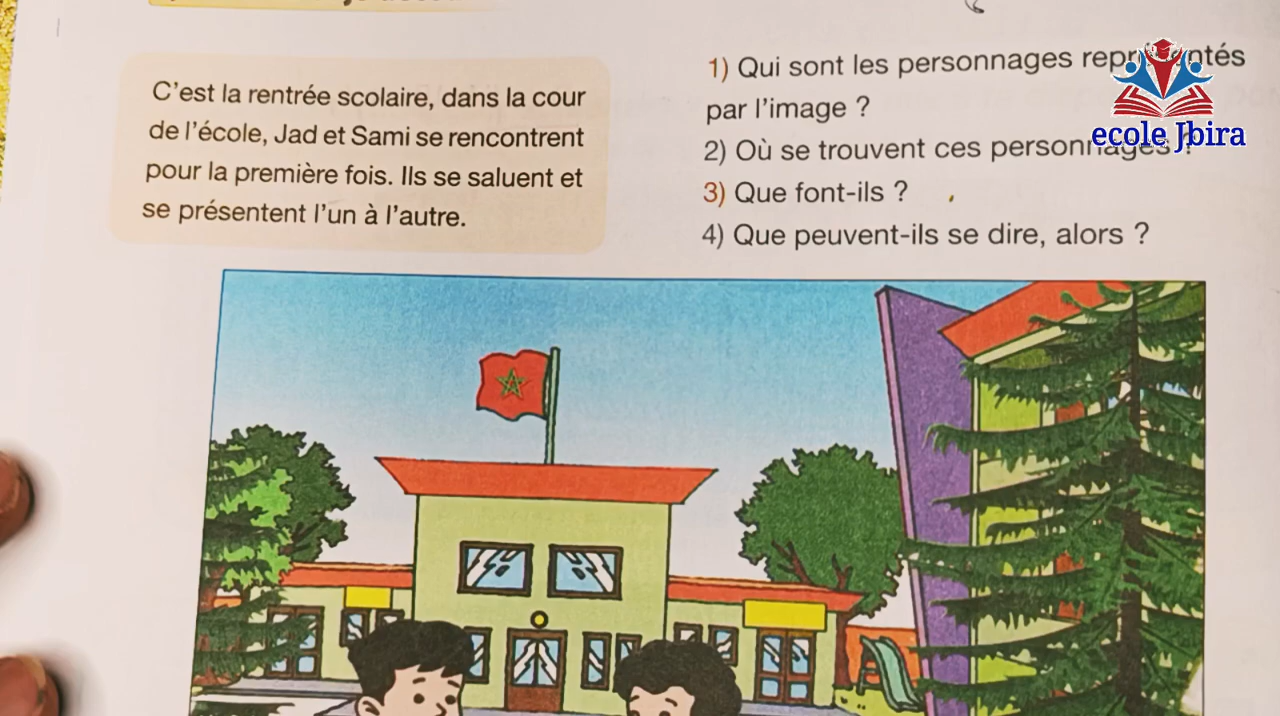 C'est la rentrée scolaire, dans la cour
de l'école, Jad et Sami se rencontrent
pour la première fois. Ils se saluent et
se présentent l'un à l'autre.
1) Qui sont les personnages représentés
par l'image ?
2) Où se trouvent ces personnages ?
3) Que font-ils ?
4) Que peuvent-ils se dire, alors ?
ecole Jbira